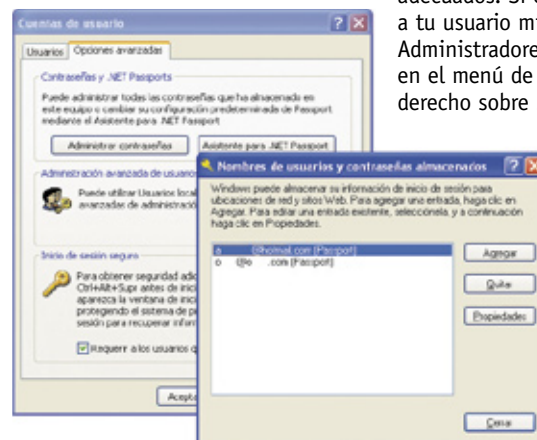 adecuados. Si
a tu usuario mi
Administradore
en el menú de
derecho sobre
Cuentas de usuario
Usuarios Opciones avanzadas
Contraseñas y .NET Passports
Puede administrar todas las contraseñas que ha almacenado en
este equipo o cambiar su configuración predeterminada de Passport
mediante el Asistente para .NET Passport
Administrar contraseñas Asistente para .NET Passport
Administración avanzada de usuario
Puede utilizar Usuarios local
avanzadas de administració
Inicio de sesión seguro
Para obtener seguridad adic
Ctrl+Alt+Supr antes de inici
aparezca la ventana de inic
protegiendo el sistema de p
sesión para recuperar inform
Requerir a los usuarios q
Acepta
Nombres de usuarios y contraseñas almacenados
Windows puede almacenar su información de inicio de sesión para
ubicaciones de red y sitios Web. Para agregar una entrada, haga clic en
Agregar. Para editar una entrada existente, selecciónela, y a continuación
haga clic en Propiedades.
a @hotmail.com (Passport)
o .com (Passport)
Agregar
Quitar
Propiedades
Cerrar